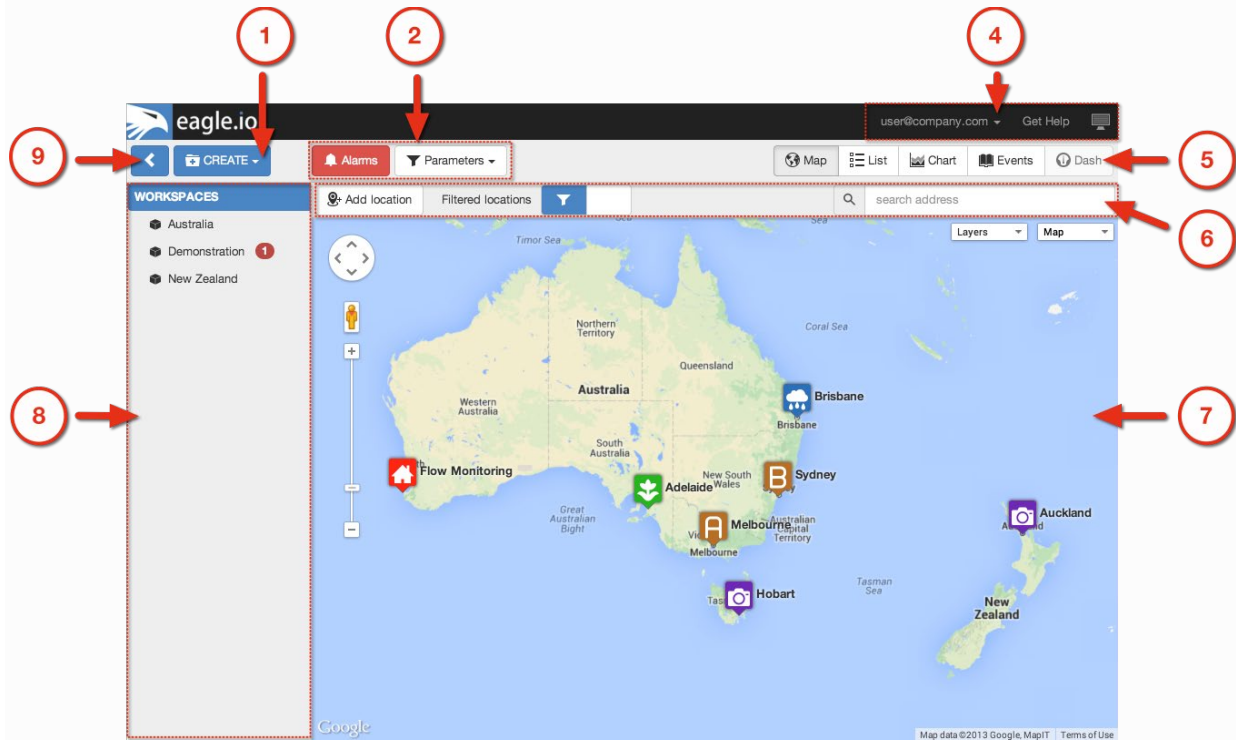 1
2
4
eagle.io
user@company.com
Get Help
9
CREATE
Alarms
Parameters
Map
List
Chart
Events
Dash
5
WORKSPACES
Add location
Filtered locations
search address
6
Australia
Demonstration 1
New Zealand
Layers
Map
Timor Sea
Sea
Northern
Territory
Coral Sea
Queensland
Australia
Western
Australia
Brisbane
Brisbane
8
7
South
Australia
Flow Monitoring
New South
Wales
B
Sydney
Adelaide
Great
Australian
Bight
A
Melbourne
Melbourne
Australian
Capital
Territory
Auckland
Hobart
Tasman
Sea
New
Zealand
Google
Map data ©2013 Google, MapIT
Terms of Use